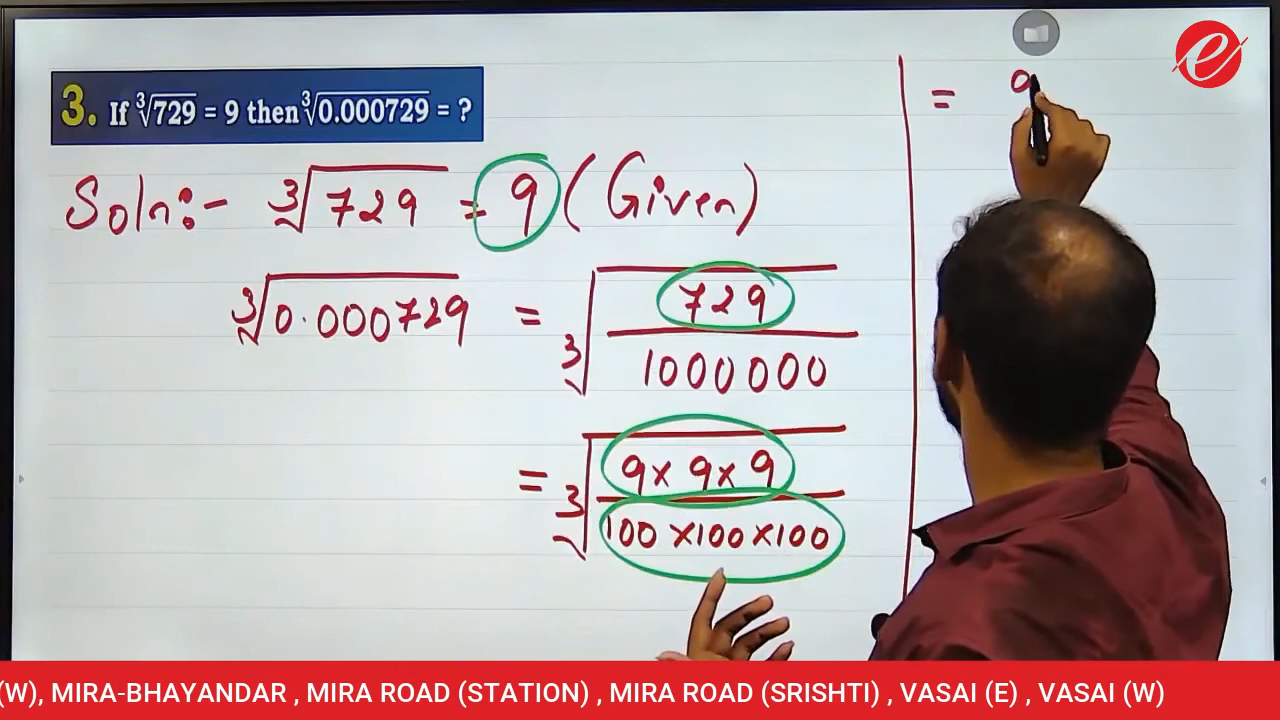 3. If ∛729 = 9 then ∛0.000729 = ?
Soln:- ∛729 = 9 (Given)
∛0.000729 = ∛(729/1000000)
= ∛(9×9×9/100×100×100)
=
(W), MIRA-BHAYANDAR , MIRA ROAD (STATION) , MIRA ROAD (SRISHTI) , VASAI (E) , VASAI (W)